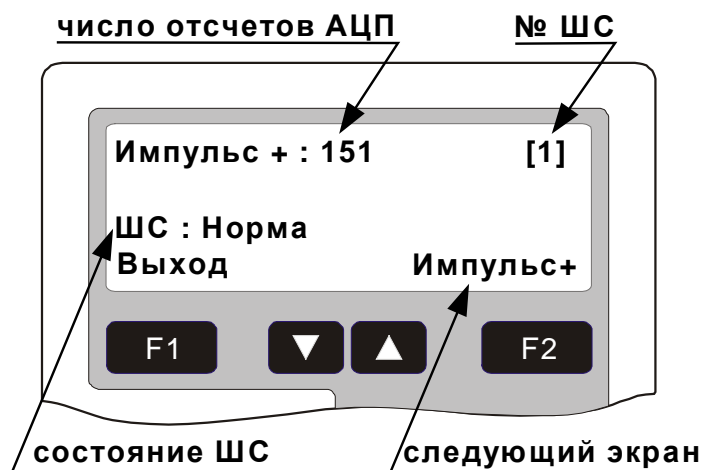 число отсчетов АЦП № ШС
Импульс + : 151 [1]
ШС : Норма
Выход Импульс+
F1 F2
состояние ШС следующий экран